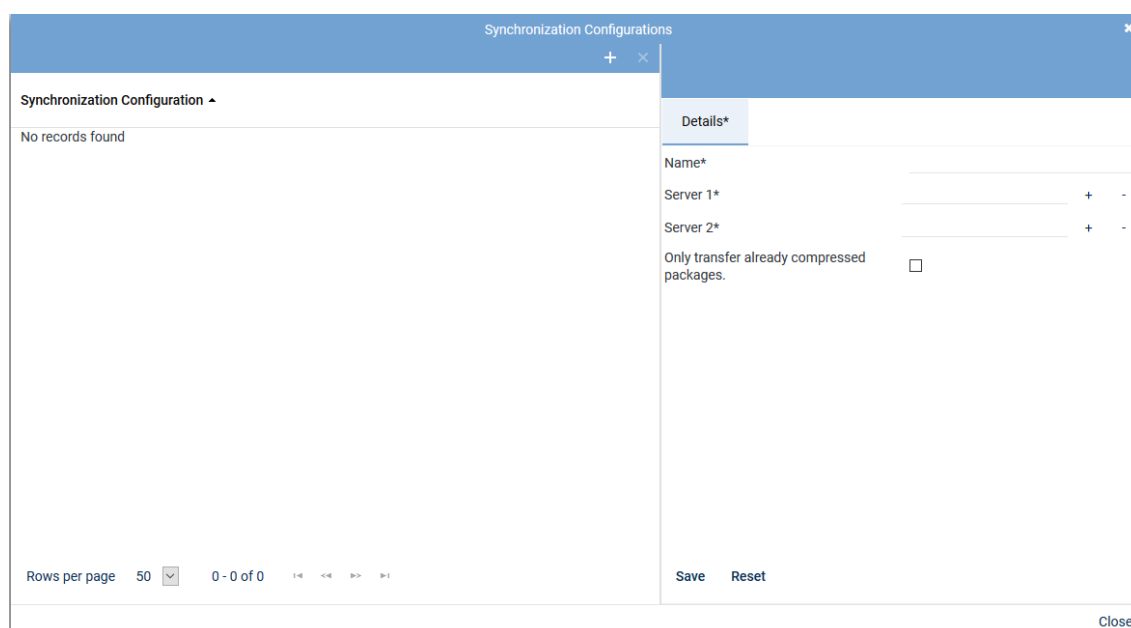 Synchronization Configurations
Synchronization Configuration
No records found
Rows per page 50 0 - 0 of 0
Details*
Name*
Server 1* + -
Server 2* + -
Only transfer already compressed
packages.
Save Reset
Close